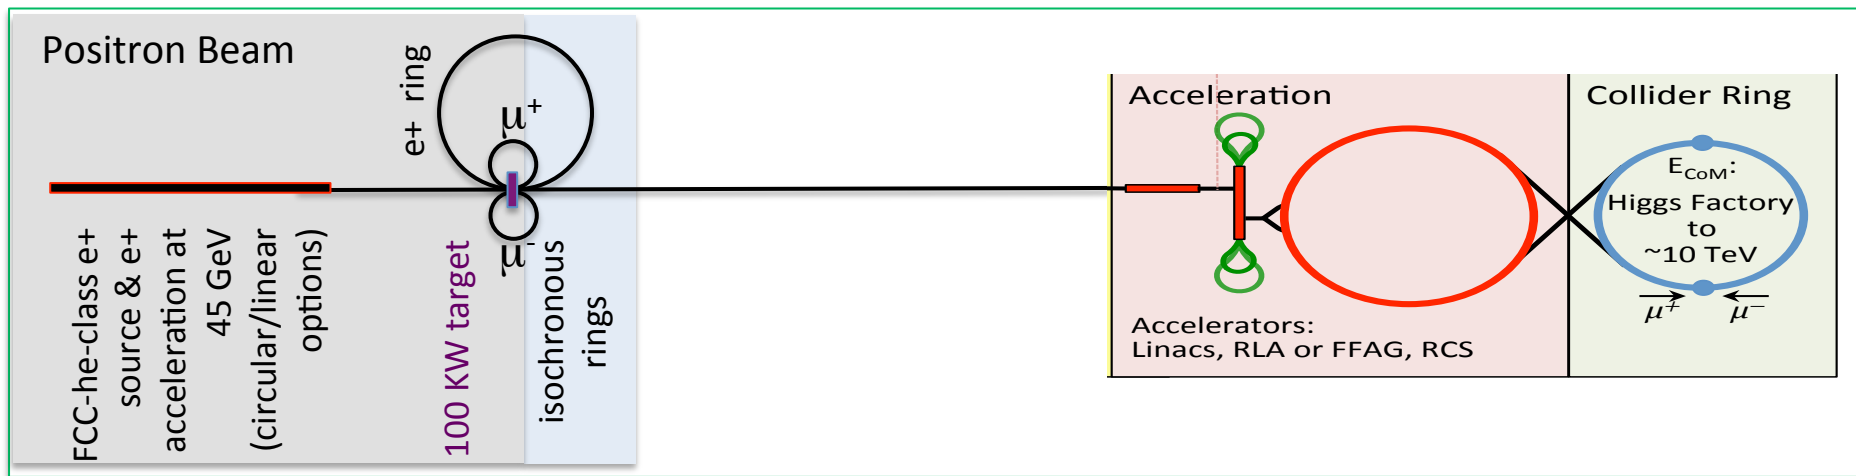 Positron Beam
e+ ring
μ+
μ-
FCC-he-class e+
source & e+
acceleration at
45 GeV
(circular/linear
options)
100 KW target
isochronous
rings
Acceleration
Accelerators:
Linacs, RLA or FFAG, RCS
Collider Ring
ECoM:
Higgs Factory
to
~10 TeV
μ+ μ−